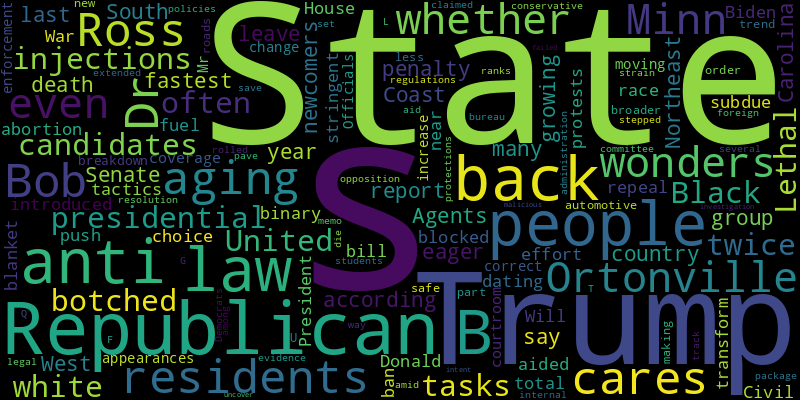 State
S
Trump
Republican
people
back
anti
law
B
aging
residents
cares
Ortonville
wonders
Ross
Dr
Bob
even
often
whether
Minn
injections
candidates
presidential
United
botched
white
tasks
Black
many
twice
Lethal
Carolina
Northeast
penalty
Coast
newcomers
stringent
Officials
growing
protests
race
subdue
moving
strain
broader
order
Biden
trend
conservative
House
South
last
War
new
policies
enforcement
Mr
roads
leave
change
set
L
less
regulations
ranks
failed
death
fastest
abortion
fuel
extended
save
year
Senate
tactics
breakdown
coverage
rolled
pave
introduced
resolution
binary
memo
opposition
report
near
increase
protections
aid
bureau
stepped
foreign
committee
several
administration
repeal
automotive
malicious
Agents
group
push
choice
blanket
bill
die
students
blocked
eager
effort
country
correct
dating
safe
part
according
President
Donald
ban
amid
way
Will
say
courtroom
aided
total
internal
intent
making
track
transform
investigation
package
Civil
West
appearances
legal
evidence
uncover
Democrats
among
Q
F
G
U
T